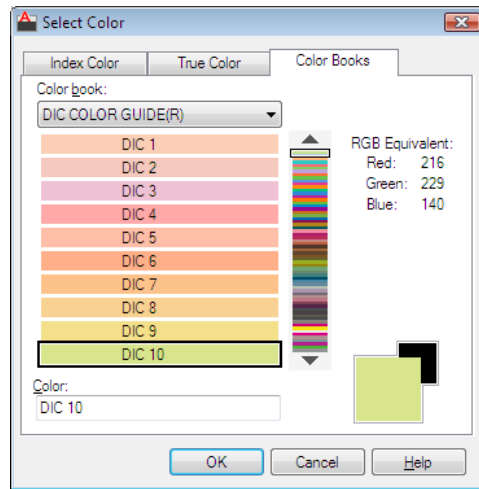 Select Color
Index Color True Color Color Books
Color book:
DIC COLOR GUIDE(R)
DIC 1
DIC 2
DIC 3
DIC 4
DIC 5
DIC 6
DIC 7
DIC 8
DIC 9
DIC 10
RGB Equivalent:
Red: 216
Green: 229
Blue: 140
Color:
DIC 10
OK Cancel Help